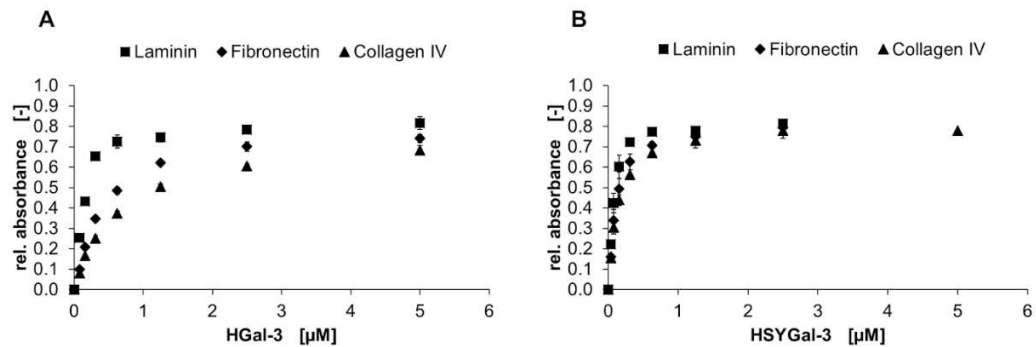 A
■ Laminin ◆ Fibronectin ▲ Collagen IV
1.0
0.9
0.8
0.7
0.6
0.5
0.4
0.3
0.2
0.1
0.0
rel. absorbance [-]
0 1 2 3 4 5 6
HGal-3 [µM]
B
■ Laminin ◆ Fibronectin ▲ Collagen IV
1.0
0.9
0.8
0.7
0.6
0.5
0.4
0.3
0.2
0.1
0.0
rel. absorbance [-]
0 1 2 3 4 5 6
HSYGal-3 [µM]